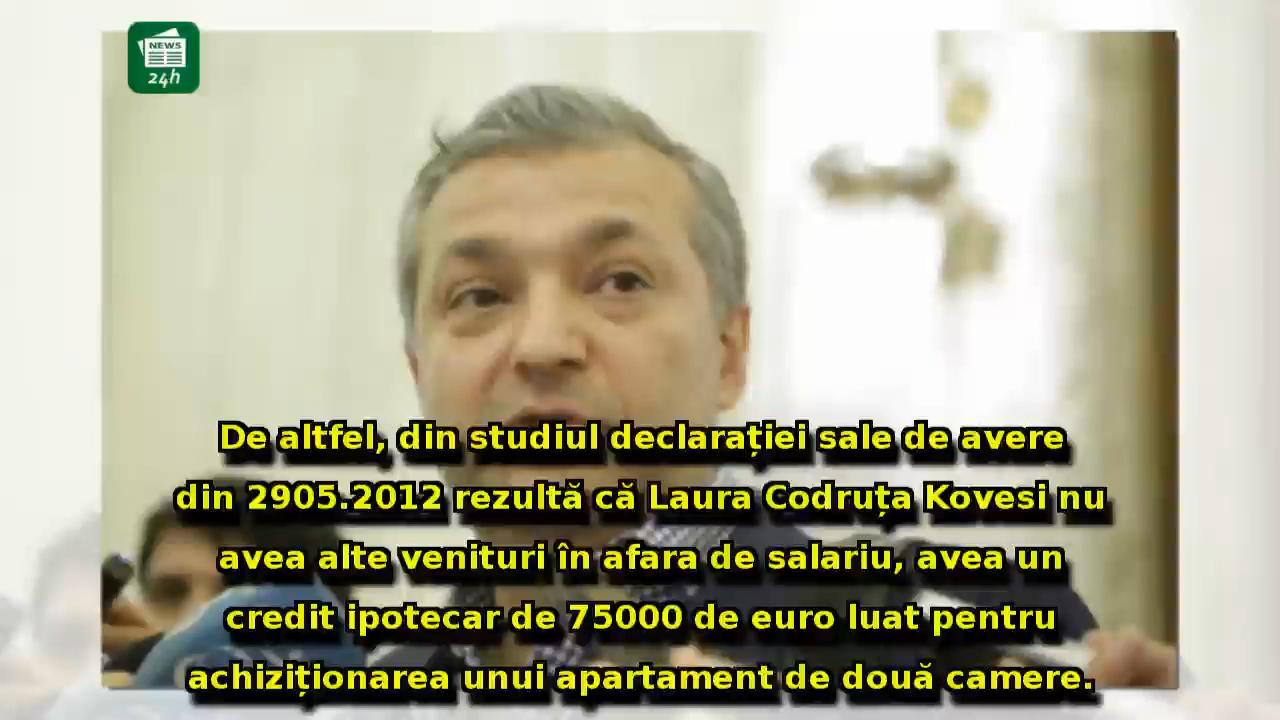 NEWS
24h
De altfel, din studiul declarației sale de avere
din 2905.2012 rezultă că Laura Codruța Kovesi nu
avea alte venituri în afara de salariu, avea un
credit ipotecar de 75000 de euro luat pentru
achiziționarea unui apartament de două camere.